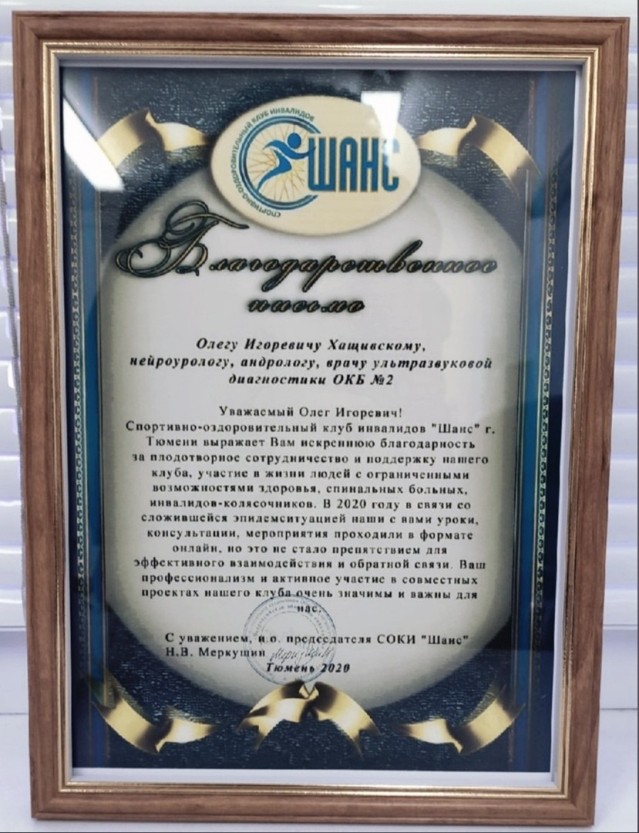 СПОРТИВНО-ОЗДОРОВИТЕЛЬНЫЙ КЛУБ ИНВАЛИДОВ
ШАНС
Благодарственное
письмо
Олегу Игоревичу Хащивскому,
нейроурологу, андрологу, врачу ультразвуковой
диагностики ОКБ №2
Уважаемый Олег Игоревич!
Спортивно-оздоровительный клуб инвалидов "Шанс" г.
Тюмени выражает Вам искреннюю благодарность
за плодотворное сотрудничество и поддержку нашего
клуба, участие в жизни людей с ограниченными
возможностями здоровья, спинальных больных,
инвалидов-колясочников. В 2020 году в связи со
сложившейся эпидемситуацией наши с вами уроки,
консультации, мероприятия проходили в формате
онлайн, но это не стало препятствием для
эффективного взаимодействия и обратной связи. Ваш
профессионализм и активное участие в совместных
проектах нашего клуба очень значимы и важны для
нас.
С уважением, и.о. председателя СОКИ "Шанс"
Н.В. Меркушин
Тюмень 2020